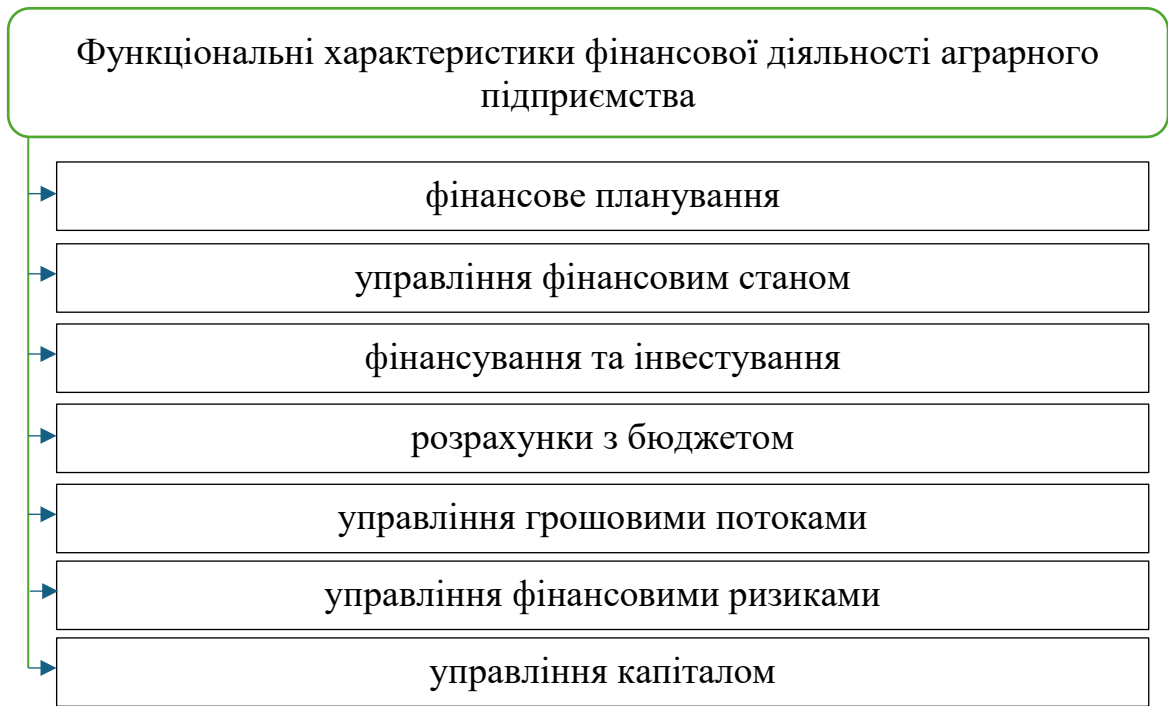 Функціональні характеристики фінансової діяльності аграрного
підприємства
фінансове планування
управління фінансовим станом
фінансування та інвестування
розрахунки з бюджетом
управління грошовими потоками
управління фінансовими ризиками
управління капіталом